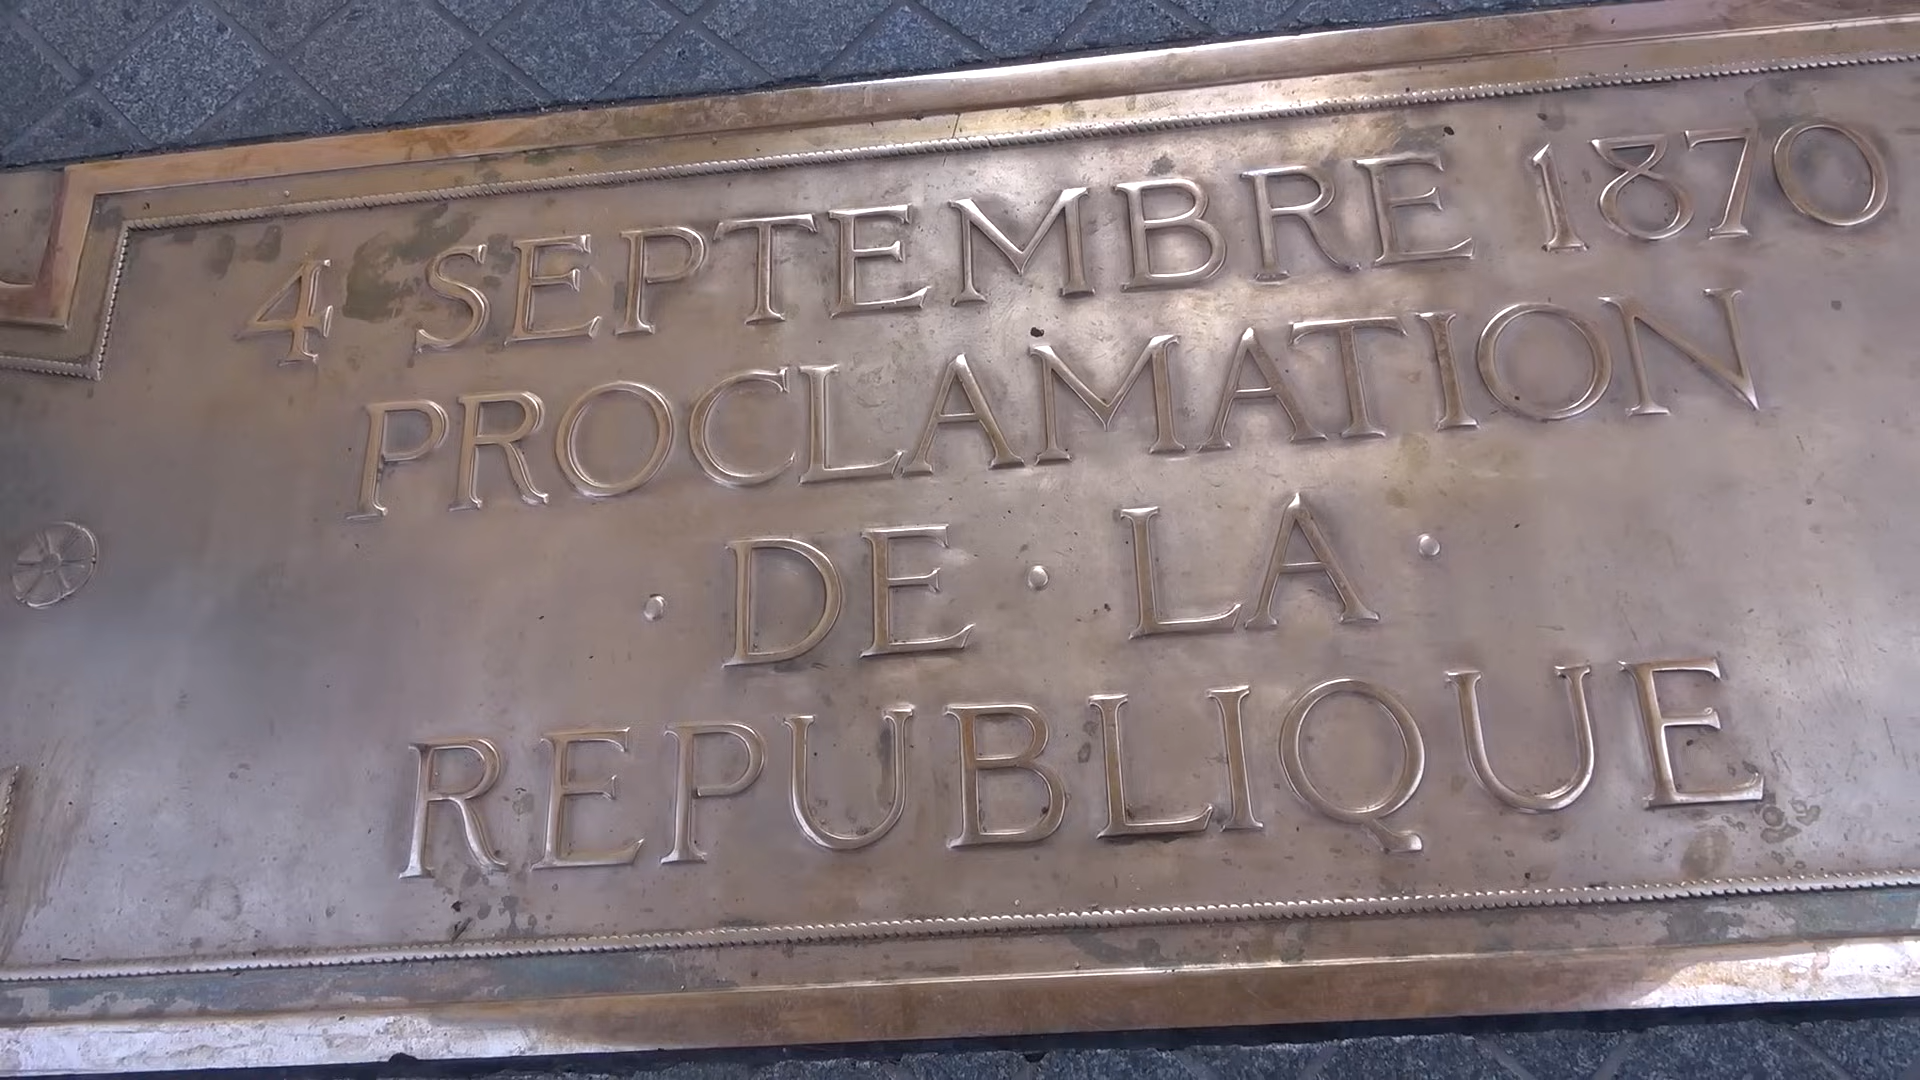 4 SEPTEMBRE 1870
PROCLAMATION
· DE · LA ·
REPUBLIQUE